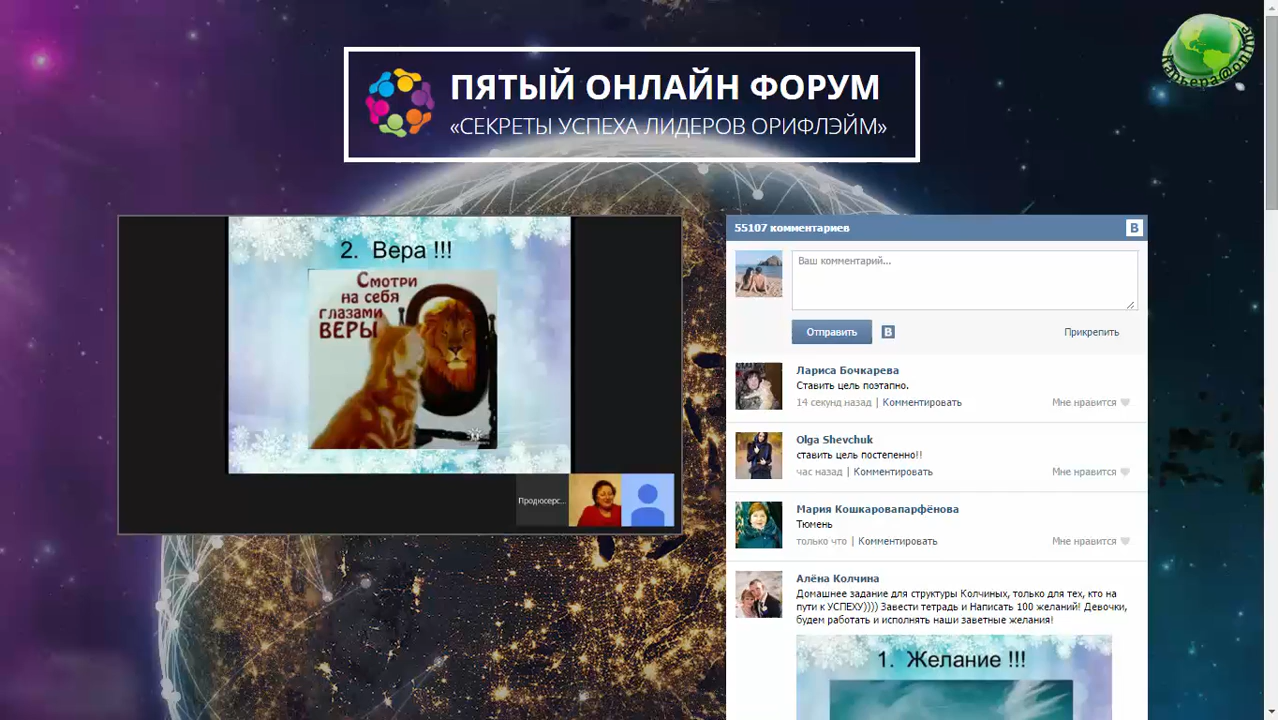 карьера@online
ПЯТЫЙ ОНЛАЙН ФОРУМ
«СЕКРЕТЫ УСПЕХА ЛИДЕРОВ ОРИФЛЭЙМ»
2. Вера !!!
Смотри
на себя
глазами
ВЕРЫ
Продюсерс...
55107 комментариев
B
Ваш комментарий...
Отправить
B
Прикрепить
Лариса Бочкарева
Ставить цель поэтапно.
14 секунд назад | Комментировать Мне нравится
Olga Shevchuk
ставить цель постепенно!!
час назад | Комментировать Мне нравится
Мария Кошкаровапарфёнова
Тюмень
только что | Комментировать Мне нравится
Алёна Колчина
Домашнее задание для структуры Колчиных, только для тех, кто на
пути к УСПЕХУ)))) Завести тетрадь и Написать 100 желаний! Девочки,
будем работать и исполнять наши заветные желания!
1. Желание !!!